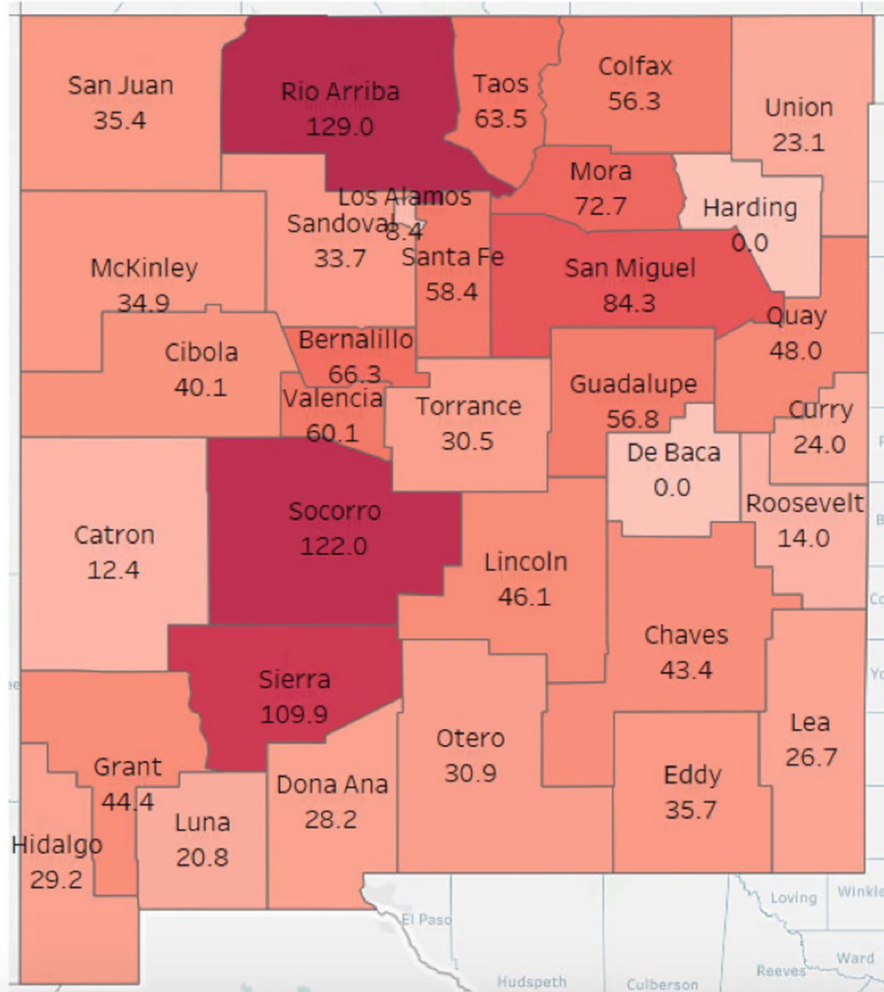 San Juan
35.4
Rio Arriba
129.0
Taos
63.5
Colfax
56.3
Union
23.1
Mora
72.7
Harding
0.0
Los Alamos
8.4
Sandoval
33.7
Santa Fe
58.4
San Miguel
84.3
McKinley
34.9
Quay
48.0
Cibola
40.1
Bernalillo
66.3
Valencia
60.1
Torrance
30.5
Guadalupe
56.8
Curry
24.0
De Baca
0.0
Roosevelt
14.0
Catron
12.4
Socorro
122.0
Lincoln
46.1
Chaves
43.4
Sierra
109.9
Otero
30.9
Lea
26.7
Eddy
35.7
Grant
44.4
Dona Ana
28.2
Luna
20.8
Hidalgo
29.2
El Paso
Hudspeth
Culberson
Loving
Winkle
Reeves
Ward